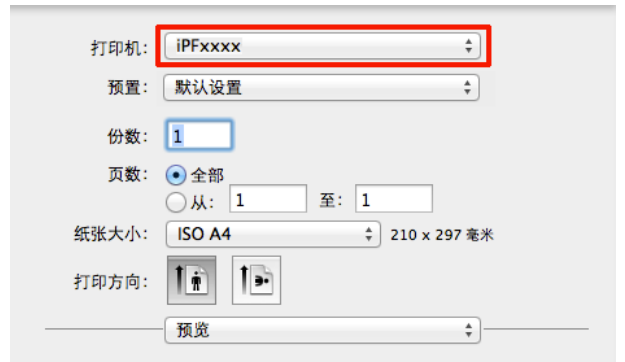 打印机: iPFxxxx
预置: 默认设置
份数: 1
页数: 全部
从: 1 至: 1
纸张大小: ISO A4 210 x 297 毫米
打印方向:
预览